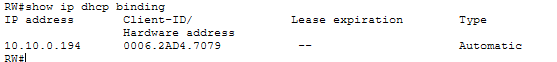 RW#show ip dhcp binding
IP address Client-ID/ Lease expiration Type
Hardware address
10.10.0.194 0006.2AD4.7079 -- Automatic
RW#